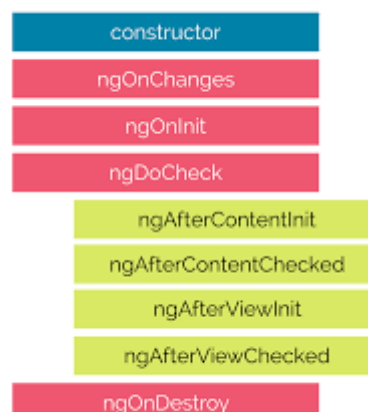 constructor
ngOnChanges
ngOnInit
ngDoCheck
ngAfterContentInit
ngAfterContentChecked
ngAfterViewInit
ngAfterViewChecked
ngOnDestroy